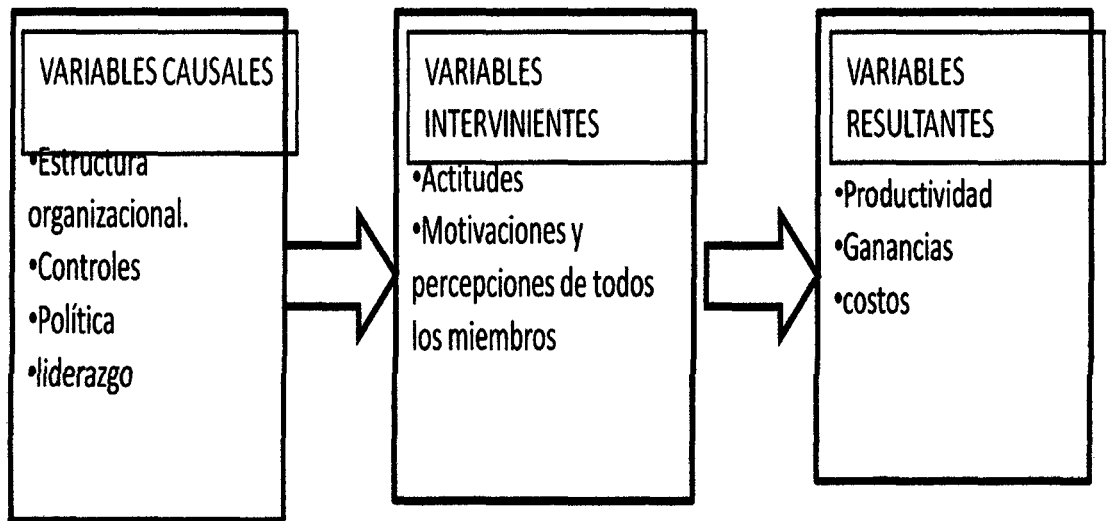 VARIABLES CAUSALES
•Estructura
organizacional.
•Controles
•Política
•liderazgo
VARIABLES
INTERVINIENTES
•Actitudes
•Motivaciones y
percepciones de todos
los miembros
VARIABLES
RESULTANTES
•Productividad
•Ganancias
•costos